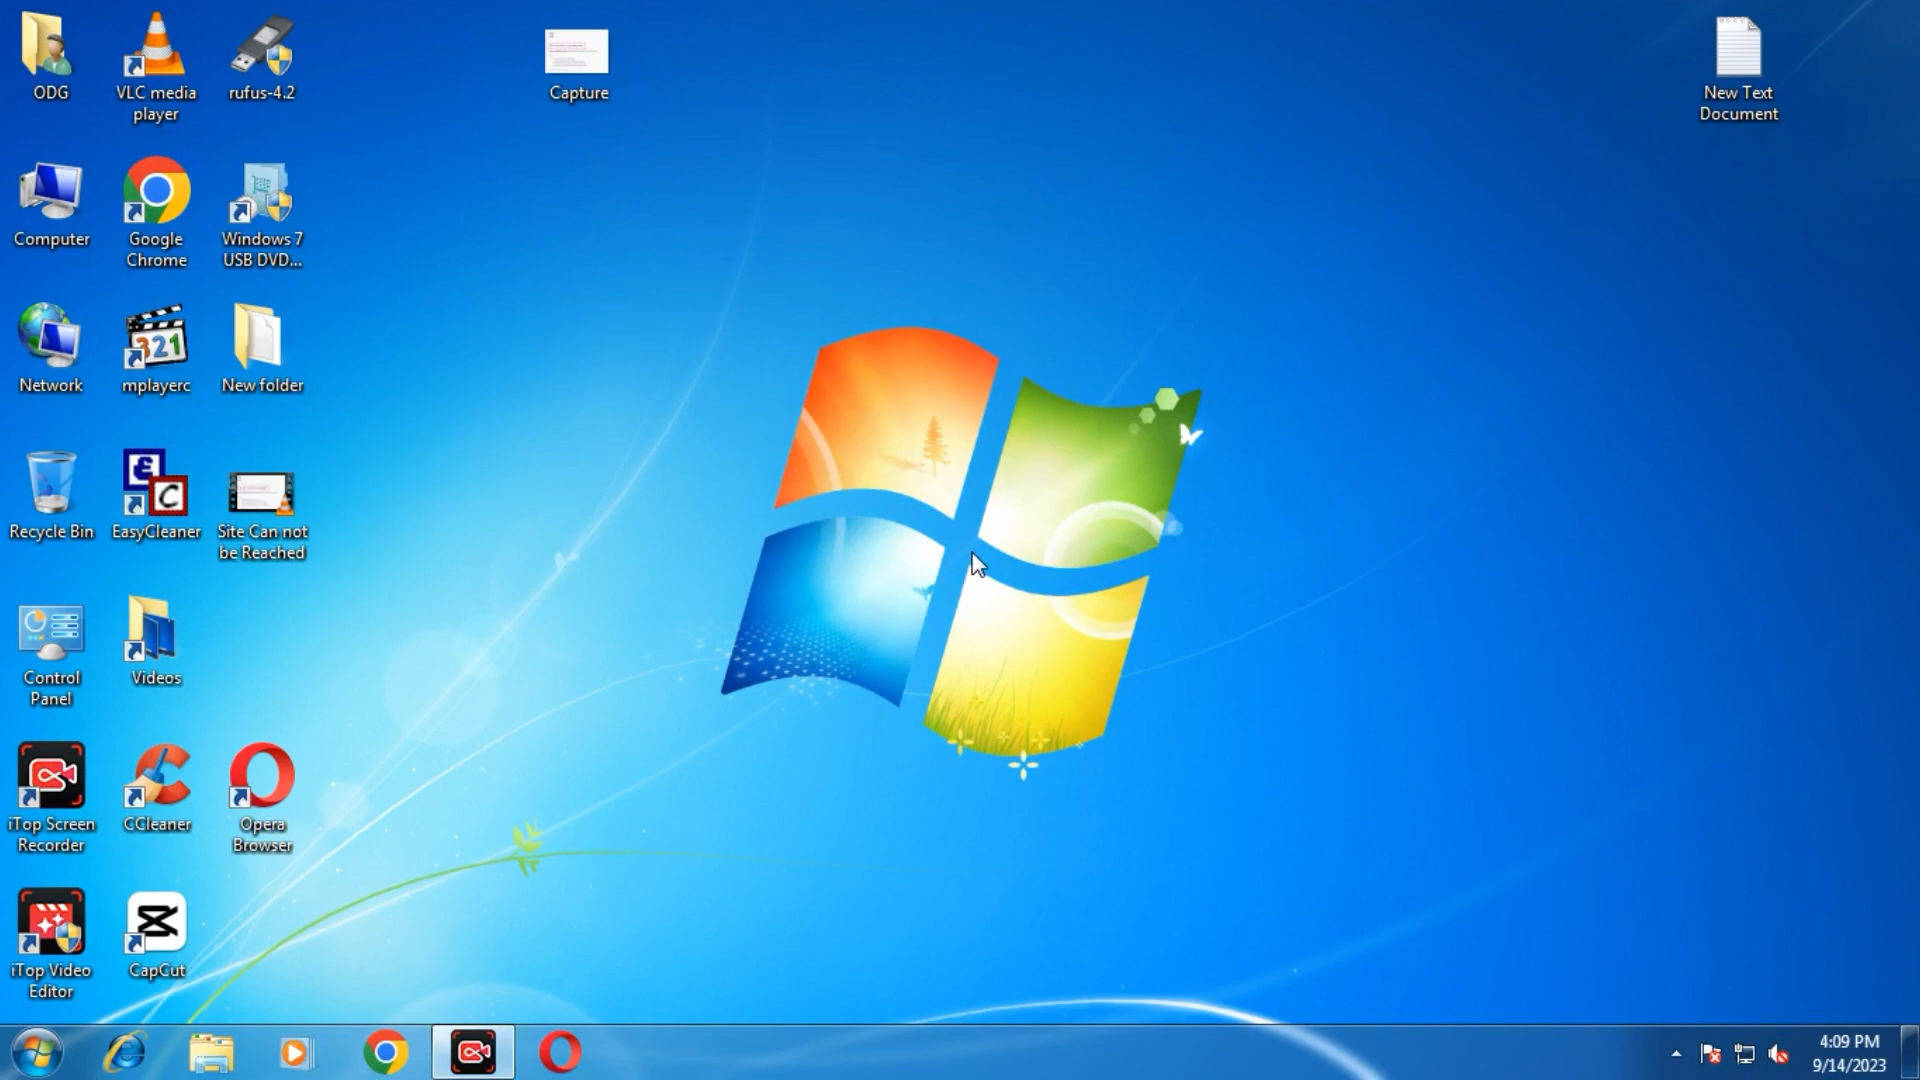 ODG
VLC media
player
rufus-4.2
Capture
New Text
Document
Computer
Google
Chrome
Windows 7
USB DVD...
Network
321
mplayerc
New folder
Recycle Bin
E
C
EasyCleaner
Site Can not
be Reached
Control
Panel
Videos
iTop Screen
Recorder
CCleaner
Opera
Browser
iTop Video
Editor
CapCut
4:09 PM
9/14/2023